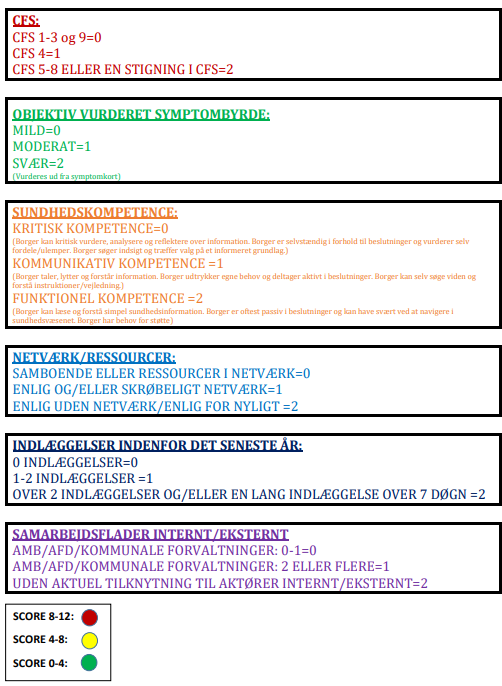 CFS:
CFS 1-3 og 9=0
CFS 4=1
CFS 5-8 ELLER EN STIGNING I CFS=2
OBJEKTIV VURDERET SYMPTOMBYRDE:
MILD=0
MODERAT=1
SVÆR=2
(Vurderes ud fra symptomkort)
SUNDHEDSKOMPETENCE:
KRITISK KOMPETENCE=0
(Borger kan kritisk vurdere, analysere og reflektere over information. Borger er selvstændig i forhold til beslutninger og vurderer selv
fordele/ulemper. Borger søger indsigt og træffer valg på et informeret grundlag.)
KOMMUNIKATIV KOMPETENCE =1
(Borger taler, lytter og forstår information. Borger udtrykker egne behov og deltager aktivt i beslutninger. Borger kan selv søge viden og
forstå instruktioner/vejledning.)
FUNKTIONEL KOMPETENCE =2
(Borger kan læse og forstå simpel sundhedsinformation. Borger er oftest passiv i beslutninger og kan have svært ved at navigere i
sundhedsvæsenet. Borger har behov for støtte)
NETVÆRK/RESSOURCER:
SAMBOENDE ELLER RESSOURCER I NETVÆRK=0
ENLIG OG/ELLER SKRØBELIGT NETVÆRK=1
ENLIG UDEN NETVÆRK/ENLIG FOR NYLIGT =2
INDLÆGGELSER INDENFOR DET SENESTE ÅR:
0 INDLÆGGELSER=0
1-2 INDLÆGGELSER =1
OVER 2 INDLÆGGELSER OG/ELLER EN LANG INDLÆGGELSE OVER 7 DØGN =2
SAMARBEJDSFLADER INTERNT/EKSTERNT
AMB/AFD/KOMMUNALE FORVALTNINGER: 0-1=0
AMB/AFD/KOMMUNALE FORVALTNINGER: 2 ELLER FLERE=1
UDEN AKTUEL TILKNYTNING TIL AKTØRER INTERNT/EKSTERNT=2
SCORE 8-12:
SCORE 4-8:
SCORE 0-4: